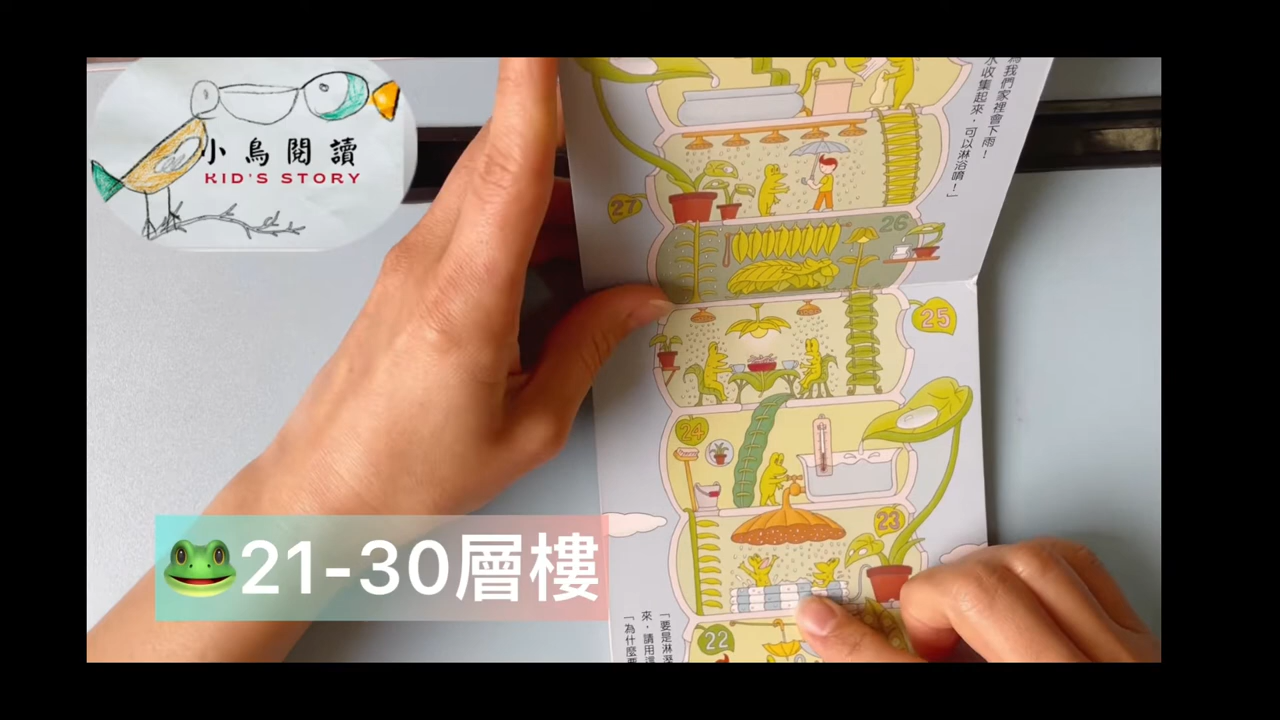 小鳥閱讀
KID'S STORY
為我們家裡會下雨！
水收集起來，可以淋浴唷！」
27
26
25
24
23
22
21-30層樓
「要是淋溼
來，請用這
「為什麼要